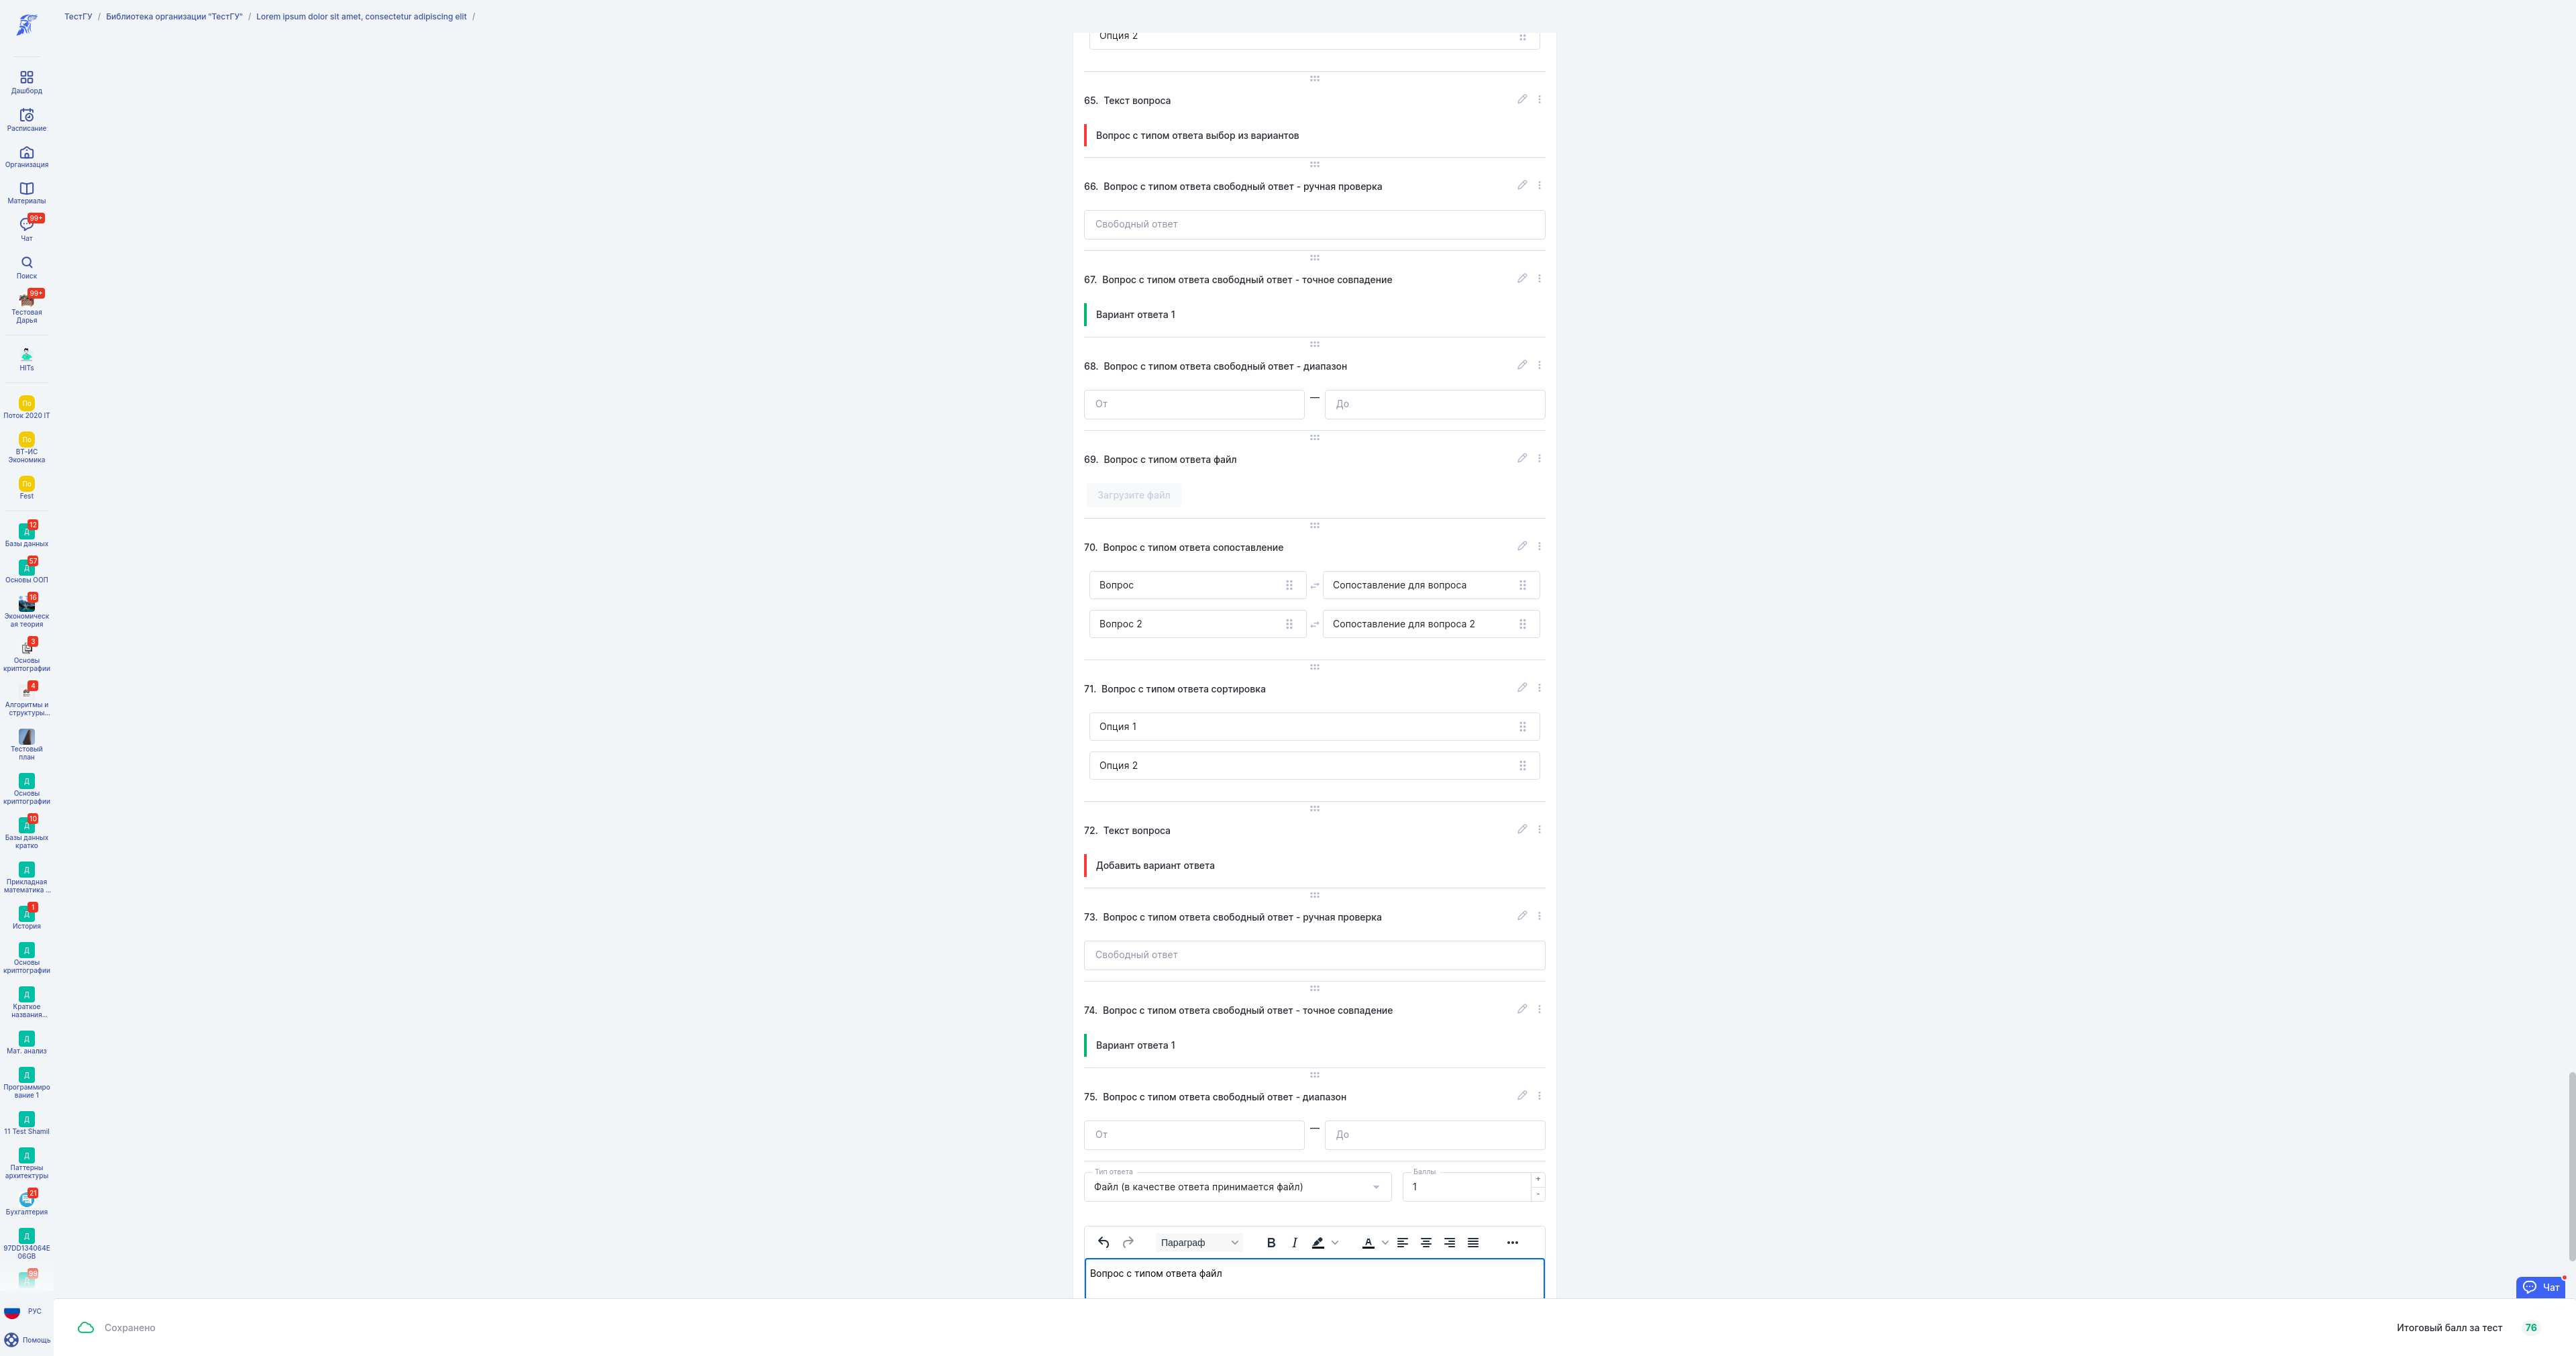 ТестГУ / Библиотека организации "ТестГУ" / Lorem ipsum dolor sit amet, consectetur adipiscing elit /
Дашборд
Расписание
Организация
Материалы
99+
Чат
Поиск
99+
Тестовая
Дарья
HITs
По
Поток 2020 IT
По
ВТ-ИС
Экономика
По
Fest
12
Д
Базы данных
57
Д
Основы ООП
16
Экономическ
ая теория
3
Основы
криптографии
4
Алгоритмы и
структуры...
Тестовый
план
Д
Основы
криптографии
10
Д
Базы данных
кратко
Д
Прикладная
математика ...
1
Д
История
Д
Основы
криптографии
Д
Краткое
названия...
Д
Мат. анализ
Д
Программиро
вание 1
Д
11 Test Shamil
Д
Паттерны
архитектуры
21
Бухгалтерия
Д
97DD134064E
06GB
99
Д
РУС
Помощь
Опция 2
65. Текст вопроса
Вопрос с типом ответа выбор из вариантов
66. Вопрос с типом ответа свободный ответ - ручная проверка
Свободный ответ
67. Вопрос с типом ответа свободный ответ - точное совпадение
Вариант ответа 1
68. Вопрос с типом ответа свободный ответ - диапазон
От — До
69. Вопрос с типом ответа файл
Загрузите файл
70. Вопрос с типом ответа сопоставление
Вопрос Сопоставление для вопроса
Вопрос 2 Сопоставление для вопроса 2
71. Вопрос с типом ответа сортировка
Опция 1
Опция 2
72. Текст вопроса
Добавить вариант ответа
73. Вопрос с типом ответа свободный ответ - ручная проверка
Свободный ответ
74. Вопрос с типом ответа свободный ответ - точное совпадение
Вариант ответа 1
75. Вопрос с типом ответа свободный ответ - диапазон
От — До
Тип ответа Баллы
Файл (в качестве ответа принимается файл) 1 + -
Параграф B I A ...
Вопрос с типом ответа файл
Чат
Сохранено
Итоговый балл за тест 76